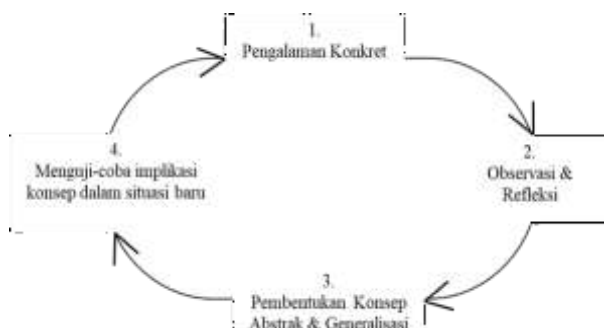 1.
Pengalaman Konkret
2.
Observasi &
Refleksi
3.
Pembentukan Konsep
Abstrak & Generalisasi
4.
Menguji-coba implikasi
konsep dalam situasi baru